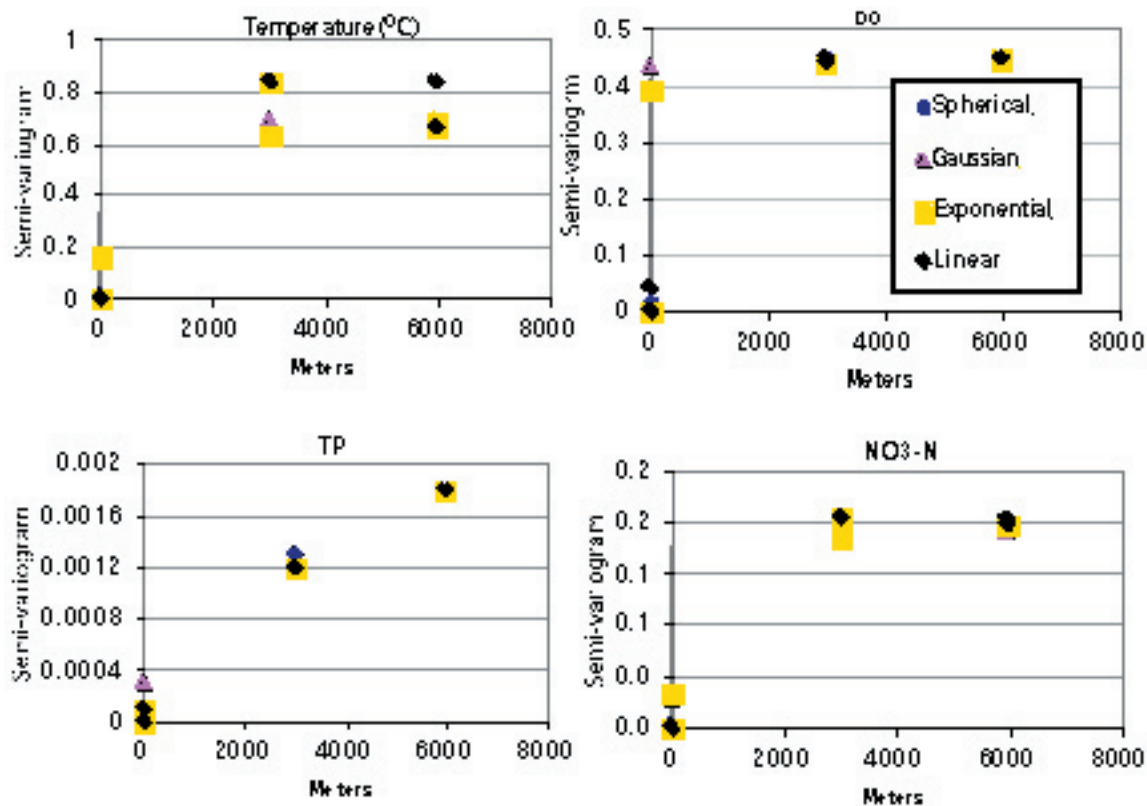 Temperature (⁰C)
1
0.8
0.6
0.4
0.2
0
Semi-variogram
0 2000 4000 6000 8000
Meters
DO
0.5
0.4
0.3
0.2
0.1
0.0
Semi-variogram
0 2000 4000 6000 8000
Meters
Spherical
Gaussian
Exponential
Linear
TP
0.002
0.0016
0.0012
0.0008
0.0004
0
Semi-variogram
0 2000 4000 6000 8000
Meters
NO3-N
0.2
0.2
0.1
0.1
0.0
0.0
Semi-variogram
0 2000 4000 6000 8000
Meters